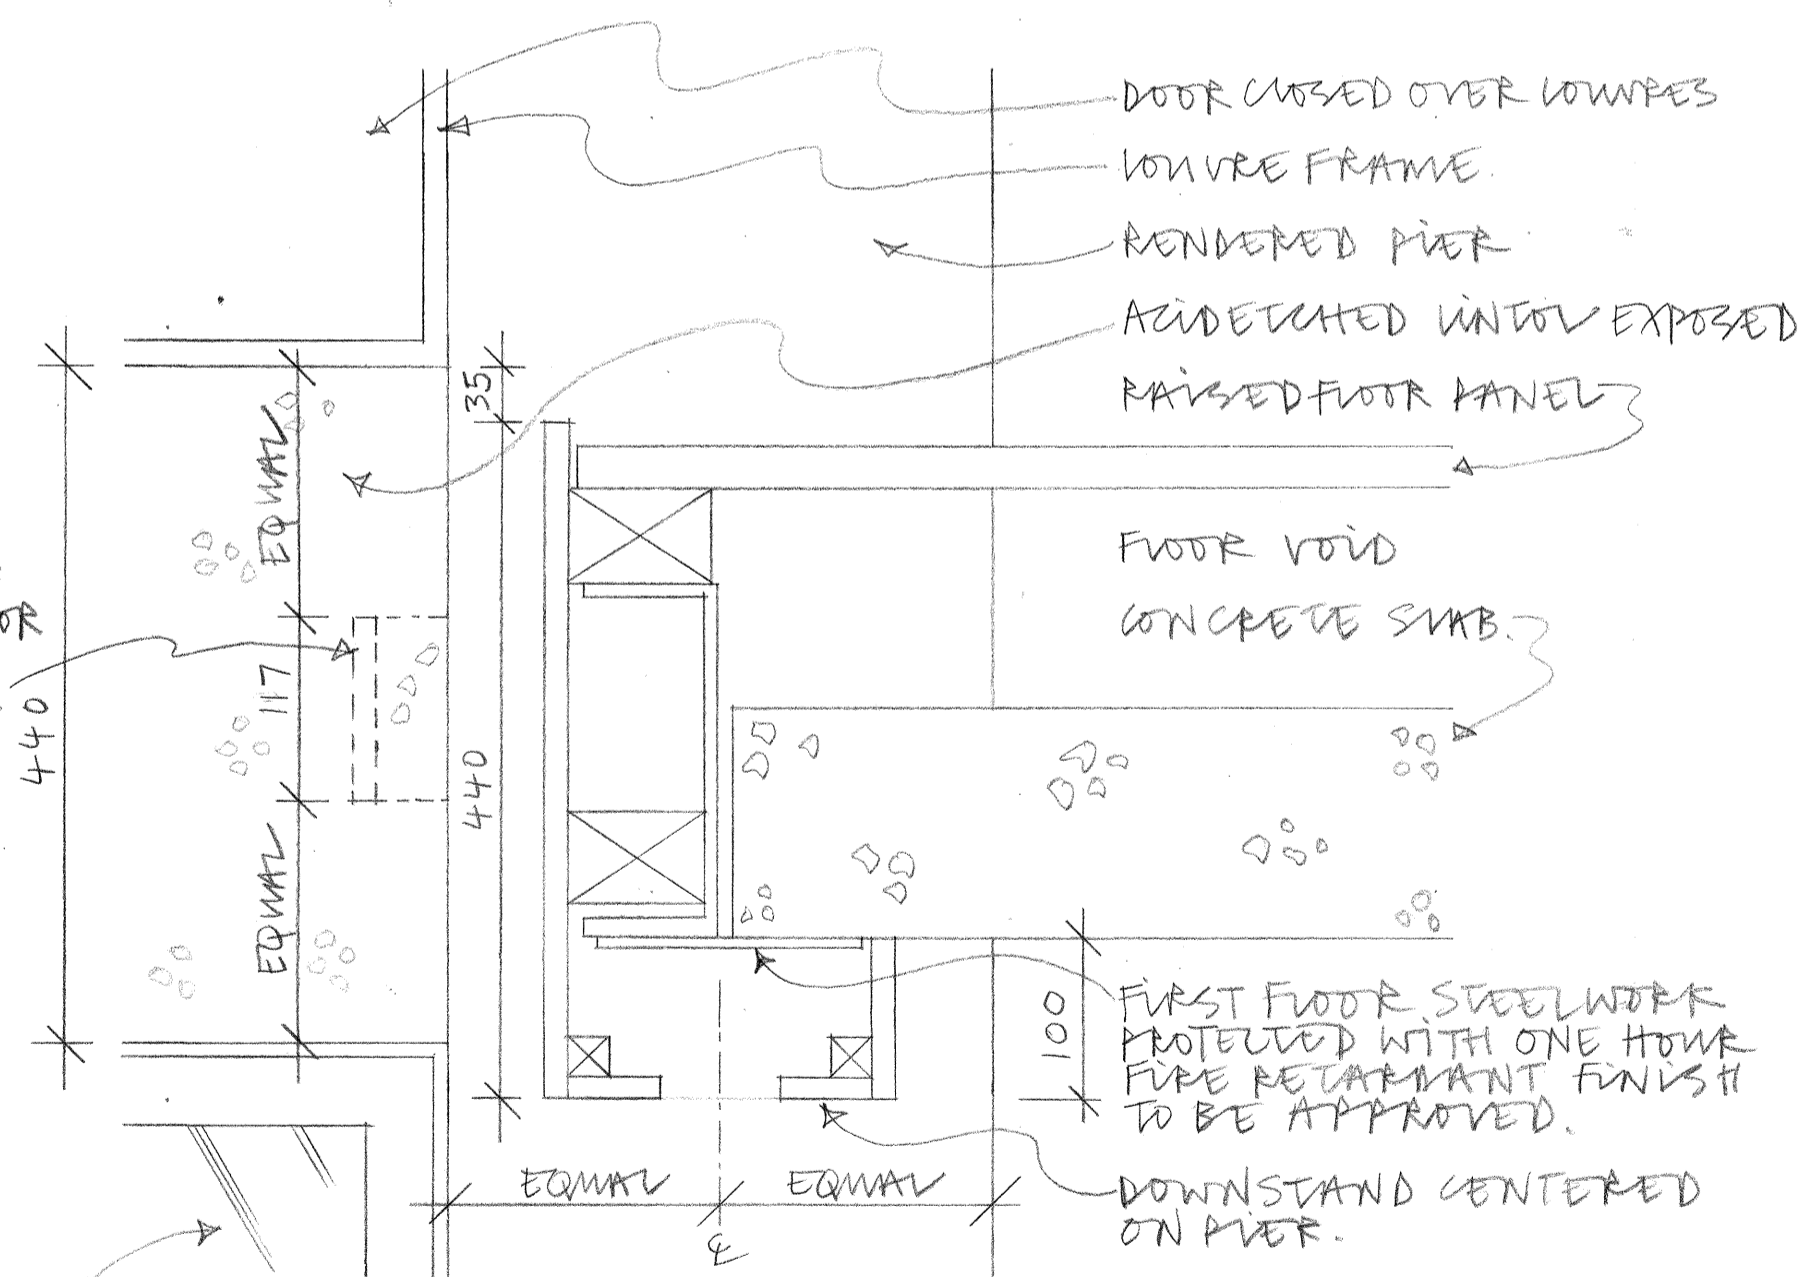 DOOR CLOSED OVER LOUVRES
LOUVRE FRAME.
RENDERED PIER
ACID ETCHED LINTOL EXPOSED
RAISED FLOOR PANEL
35
EQUAL
FLOOR VOID
CONCRETE SLAB.
OR
117
440
440
EQUAL
100
FIRST FLOOR STEELWORK
PROTECTED WITH ONE HOUR
FIRE RETARDANT FINISH
TO BE APPROVED.
EQUAL
EQUAL
DOWNSTAND CENTERED
ON PIER.
℄